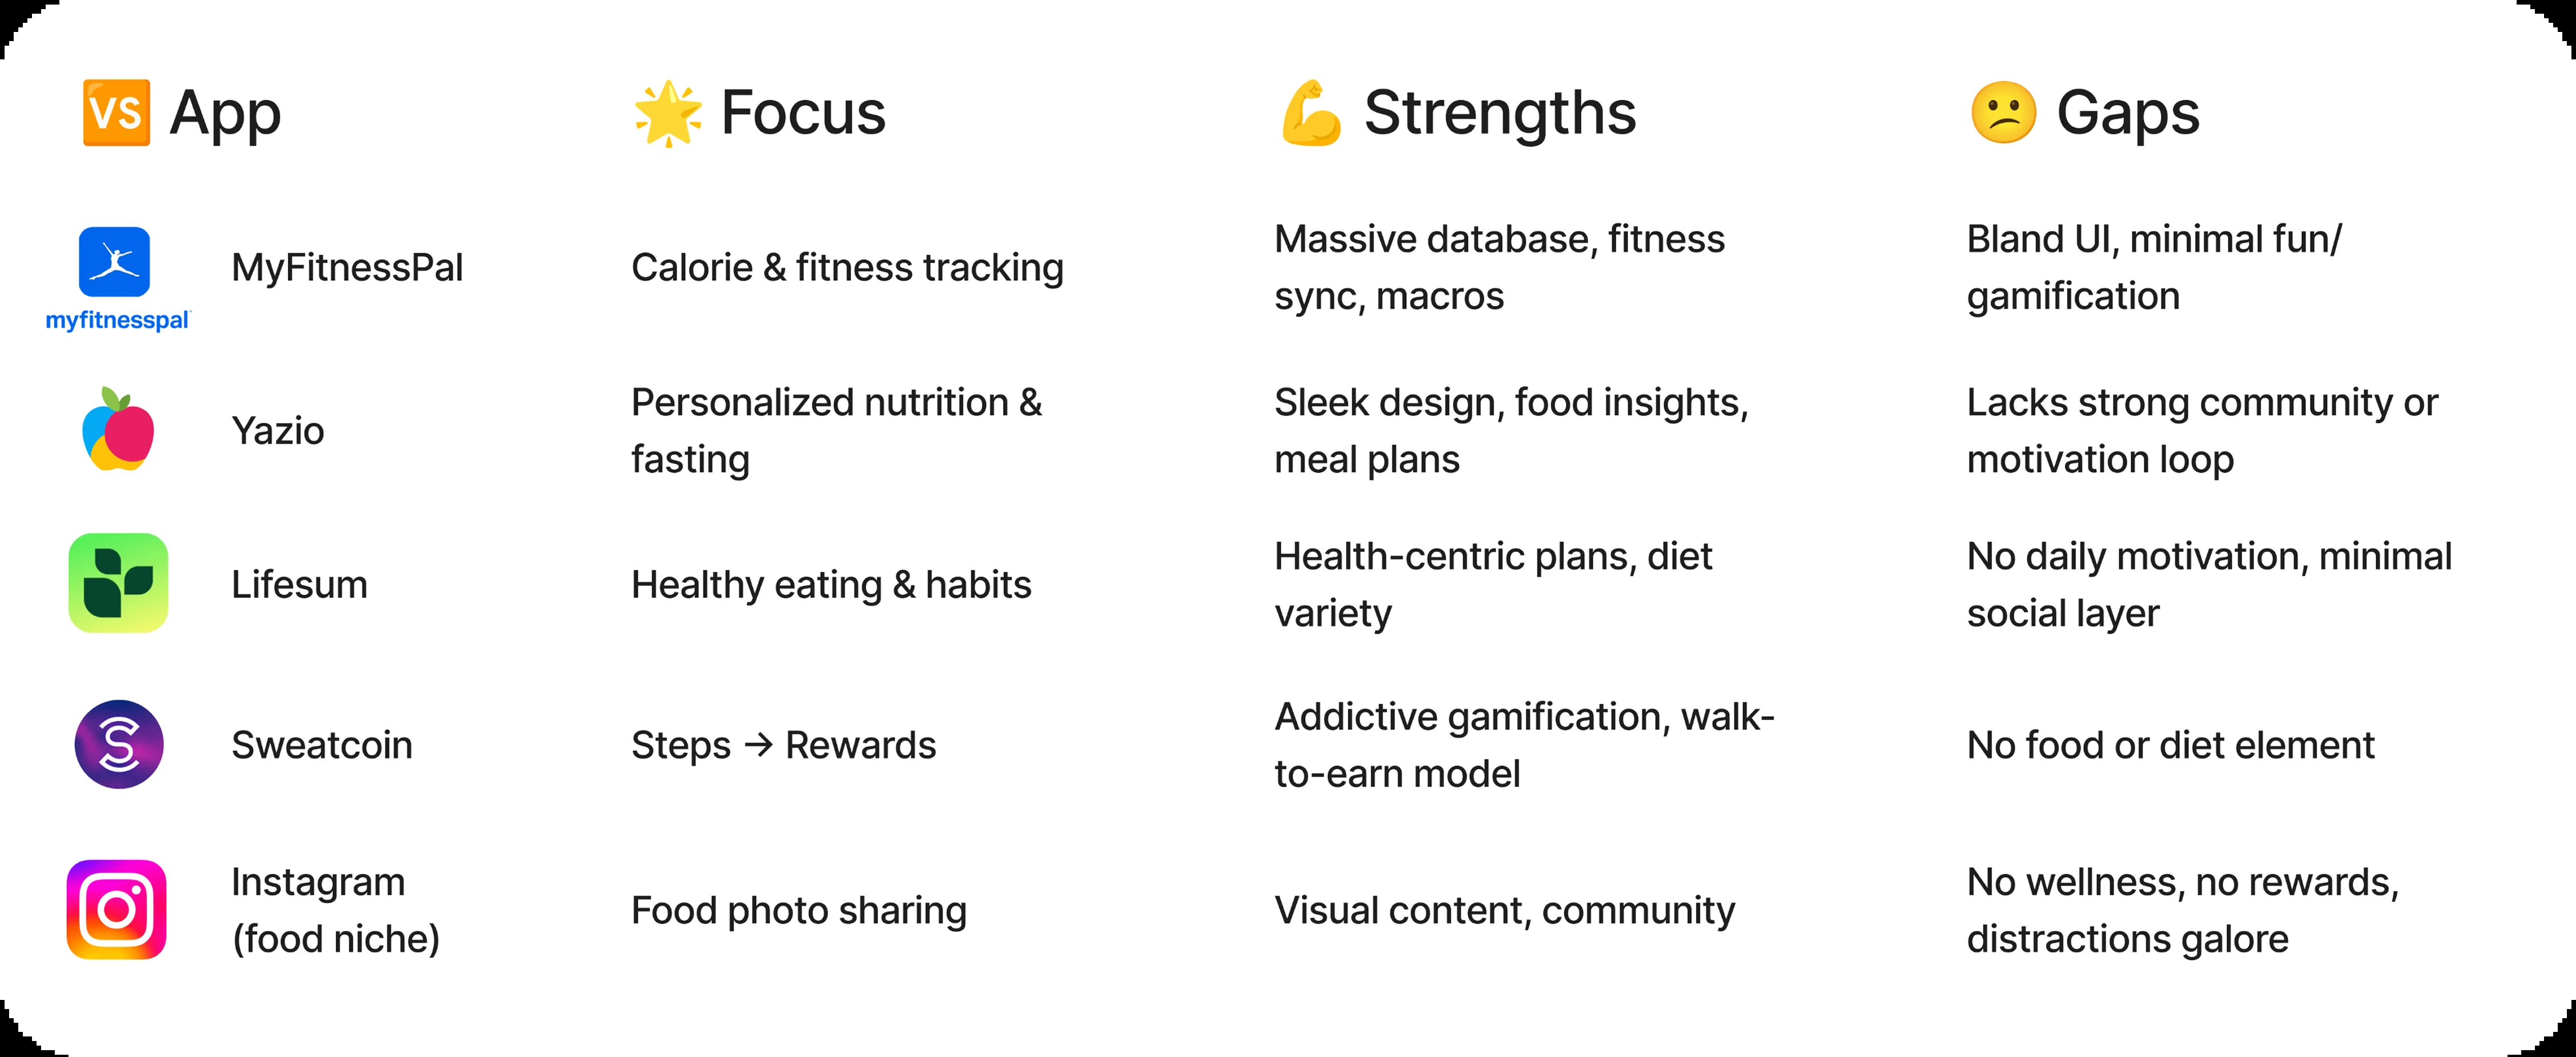 VS App
Focus
Strengths
Gaps
myfitnesspal
MyFitnessPal
Calorie & fitness tracking
Massive database, fitness
sync, macros
Bland UI, minimal fun/
gamification
Yazio
Personalized nutrition &
fasting
Sleek design, food insights,
meal plans
Lacks strong community or
motivation loop
Lifesum
Healthy eating & habits
Health-centric plans, diet
variety
No daily motivation, minimal
social layer
Sweatcoin
Steps → Rewards
Addictive gamification, walk-
to-earn model
No food or diet element
Instagram
(food niche)
Food photo sharing
Visual content, community
No wellness, no rewards,
distractions galore